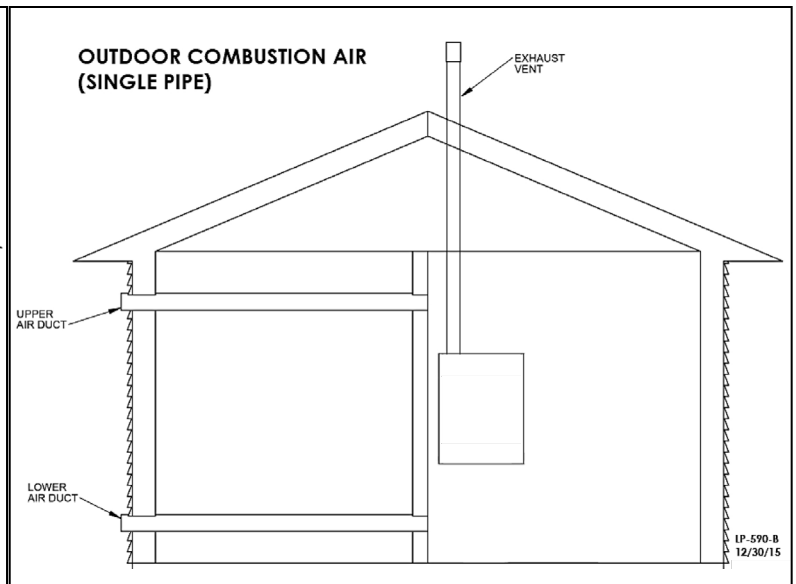 OUTDOOR COMBUSTION AIR
(SINGLE PIPE)
EXHAUST
VENT
UPPER
AIR DUCT
LOWER
AIR DUCT
LP-590-B
12/30/15